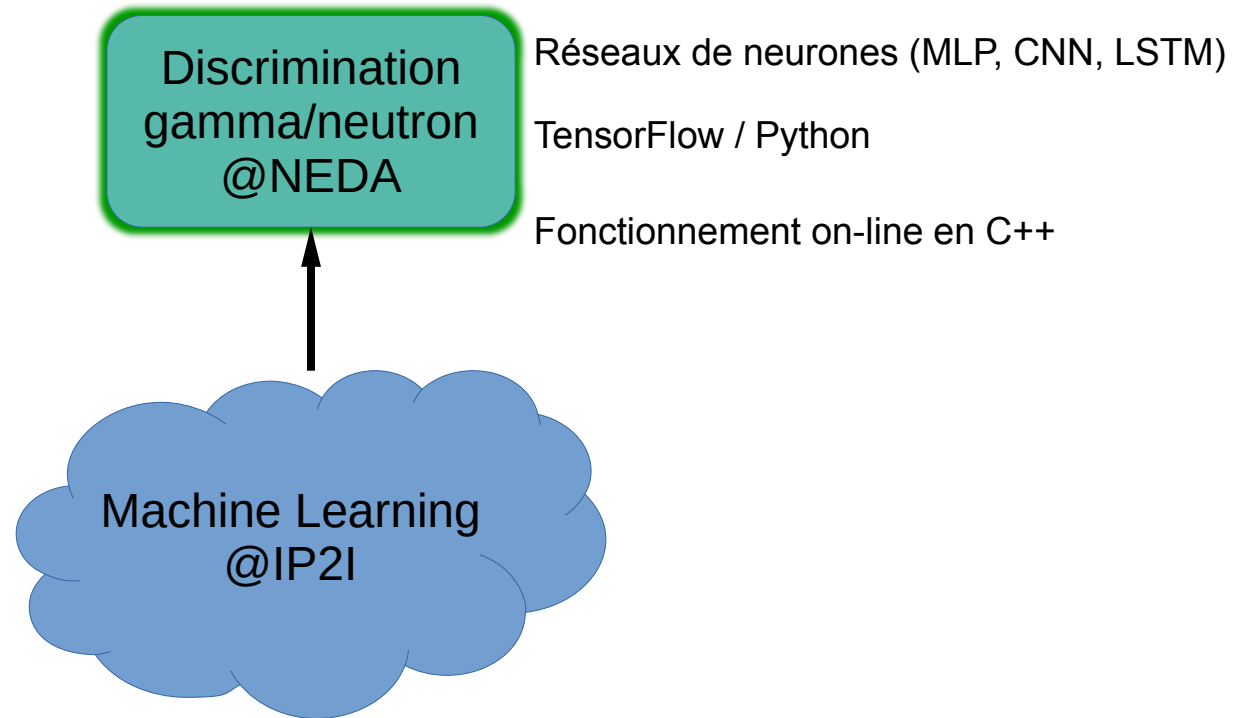 Discrimination
gamma/neutron
@NEDA
Réseaux de neurones (MLP, CNN, LSTM)
TensorFlow / Python
Fonctionnement on-line en C++
Machine Learning
@IP2I